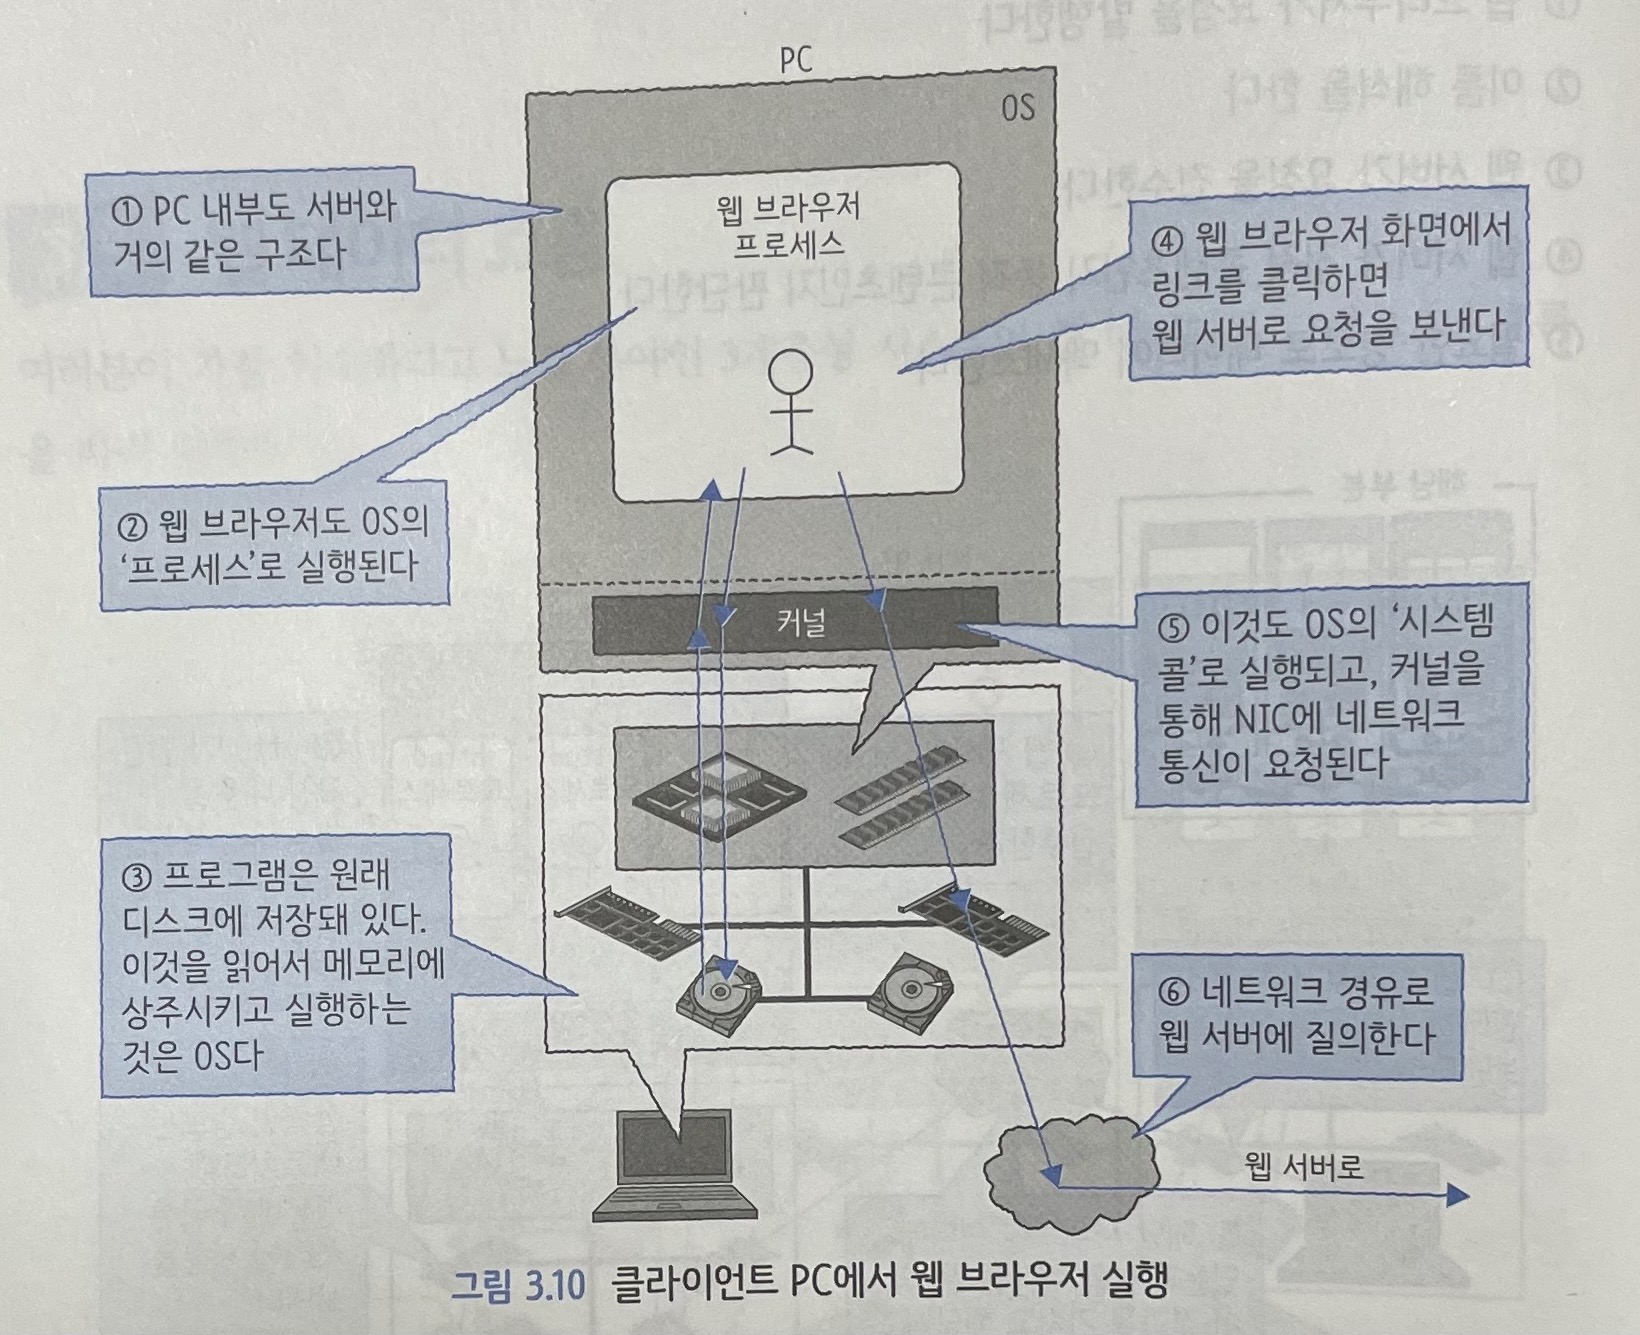 PC
OS
① PC 내부도 서버와
거의 같은 구조다
웹 브라우저
프로세스
④ 웹 브라우저 화면에서
링크를 클릭하면
웹 서버로 요청을 보낸다
② 웹 브라우저도 OS의
‘프로세스’로 실행된다
커널
⑤ 이것도 OS의 ‘시스템
콜’로 실행되고, 커널을
통해 NIC에 네트워크
통신이 요청된다
③ 프로그램은 원래
디스크에 저장돼 있다.
이것을 읽어서 메모리에
상주시키고 실행하는
것은 OS다
⑥ 네트워크 경유로
웹 서버에 질의한다
웹 서버로
그림 3.10 클라이언트 PC에서 웹 브라우저 실행